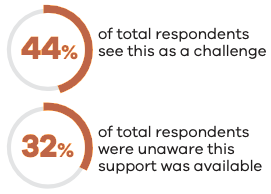 44%
of total respondents
see this as a challenge
32%
of total respondents
were unaware this
support was available